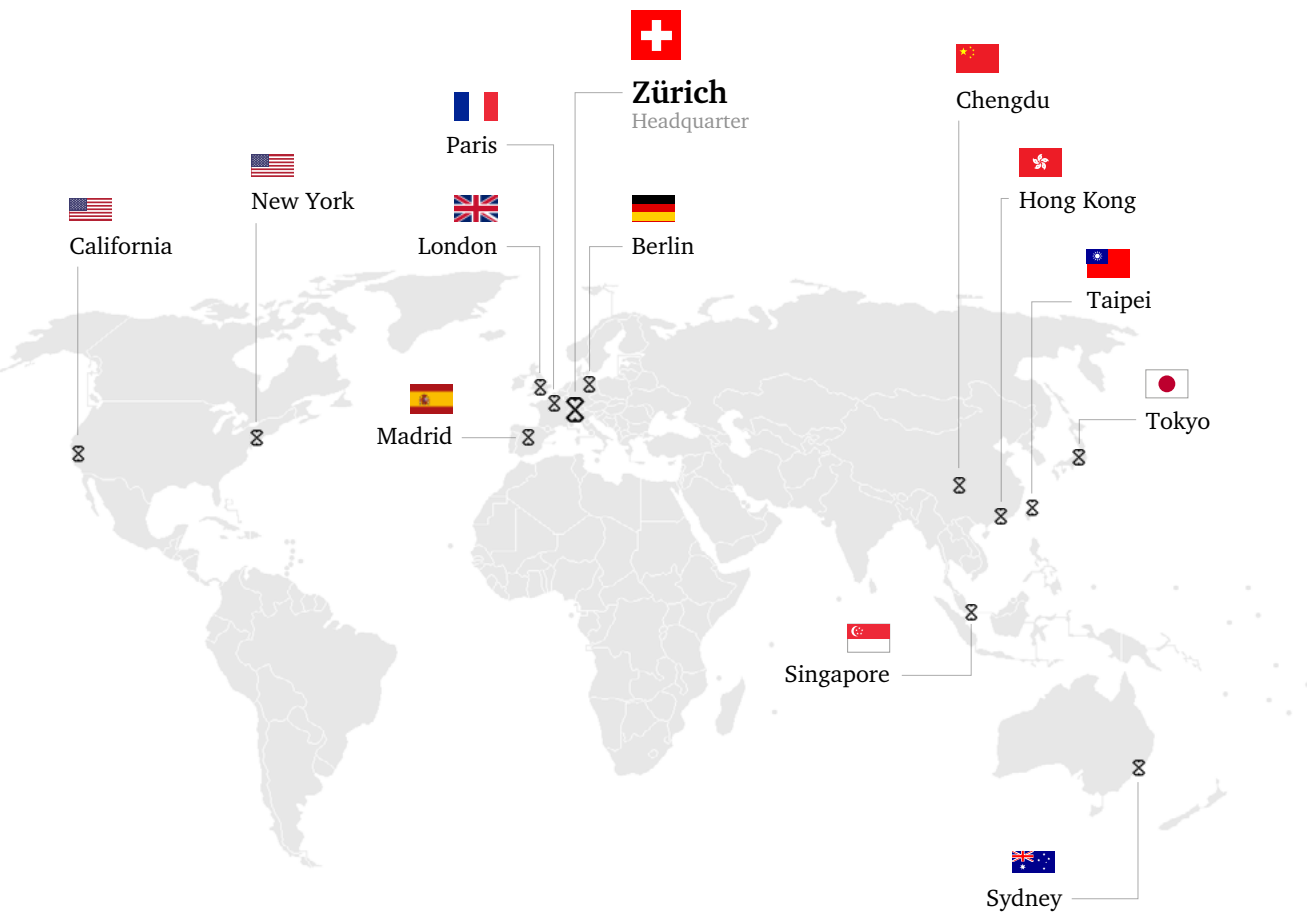 Zürich
Headquarter
Chengdu
Paris
Hong Kong
New York
California
London
Berlin
Taipei
Madrid
Tokyo
Singapore
Sydney